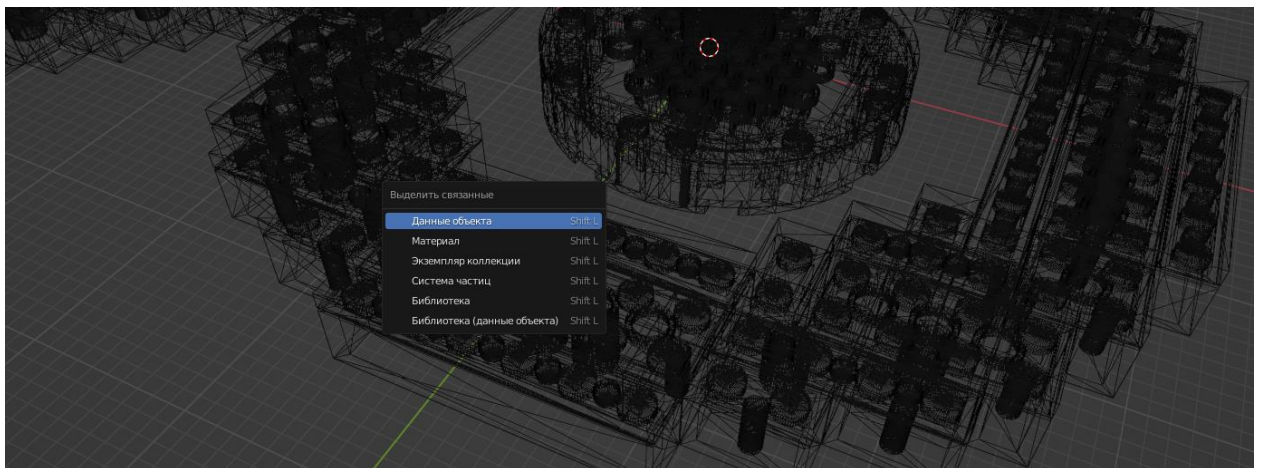 Выделить связанные
Данные объекта Shift L
Материал Shift L
Экземпляр коллекции Shift L
Система частиц Shift L
Библиотека Shift L
Библиотека (данные объекта) Shift L